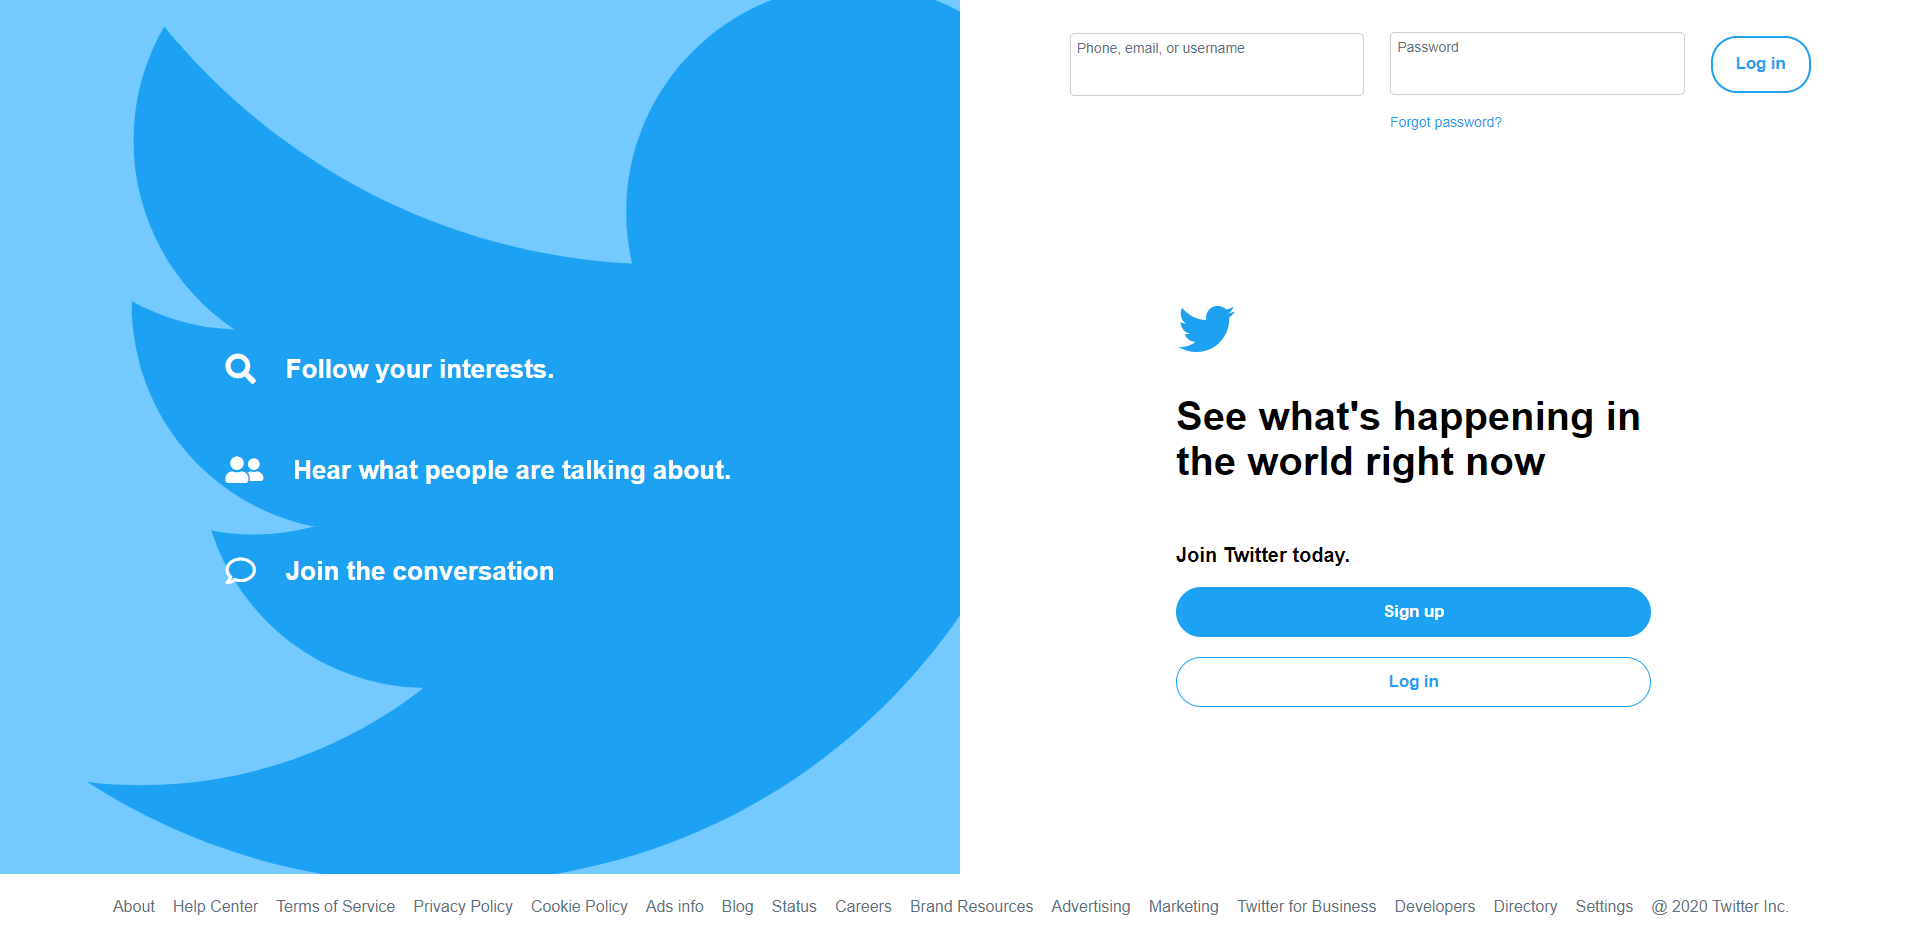 Phone, email, or username
Password
Log in
Forgot password?
Follow your interests.
Hear what people are talking about.
Join the conversation
See what's happening in
the world right now
Join Twitter today.
Sign up
Log in
About Help Center Terms of Service Privacy Policy Cookie Policy Ads info Blog Status Careers Brand Resources Advertising Marketing Twitter for Business Developers Directory Settings @ 2020 Twitter Inc.